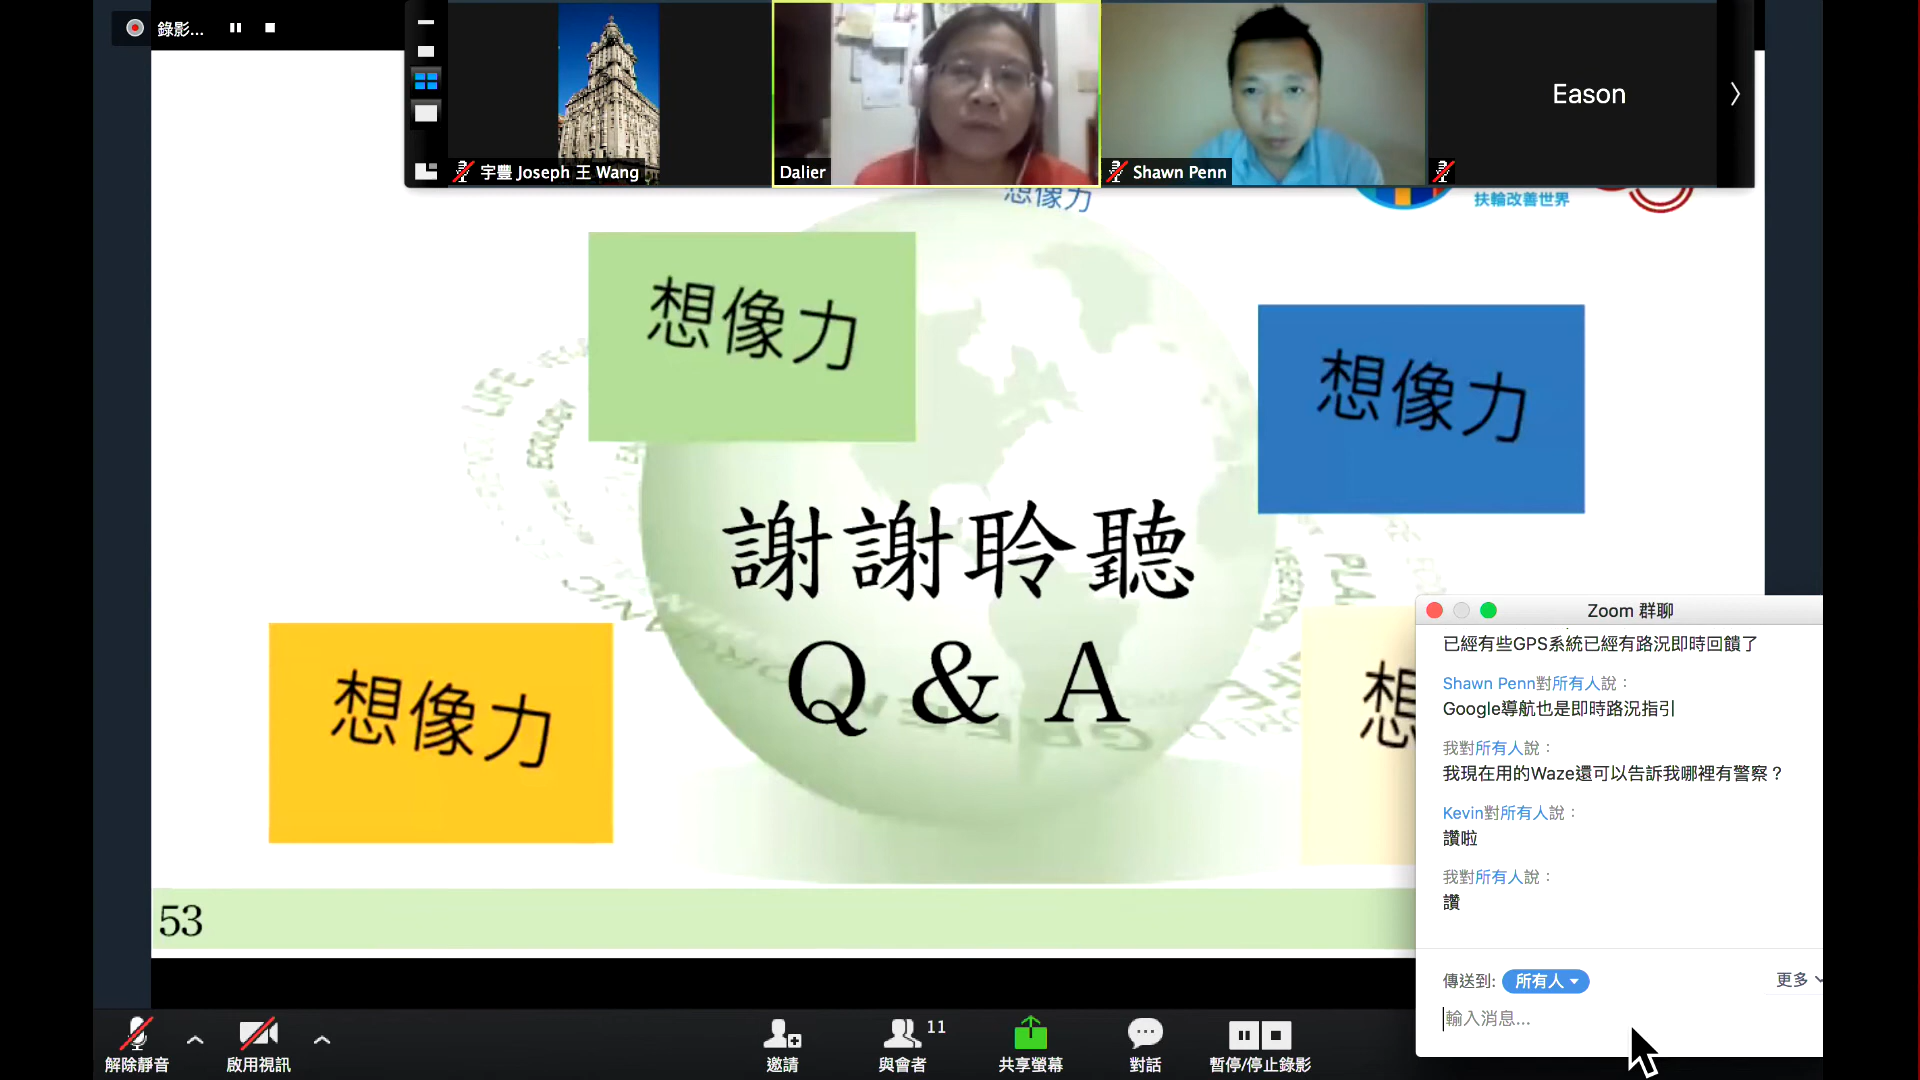 錄影...
宇豐 Joseph 王 Wang
Dalier
Shawn Penn
Eason
想像力
扶輪改善世界
想像力
想像力
謝謝聆聽
Q & A
想像力
想
53
Zoom 群聊
已經有些GPS系統已經有路況即時回饋了
Shawn Penn對所有人說：
Google導航也是即時路況指引
我對所有人說：
我現在用的Waze還可以告訴我哪裡有警察？
Kevin對所有人說：
讚啦
我對所有人說：
讚
傳送到: 所有人
更多
輸入消息...
解除靜音
啟用視訊
邀請
與會者
11
共享螢幕
對話
暫停/停止錄影